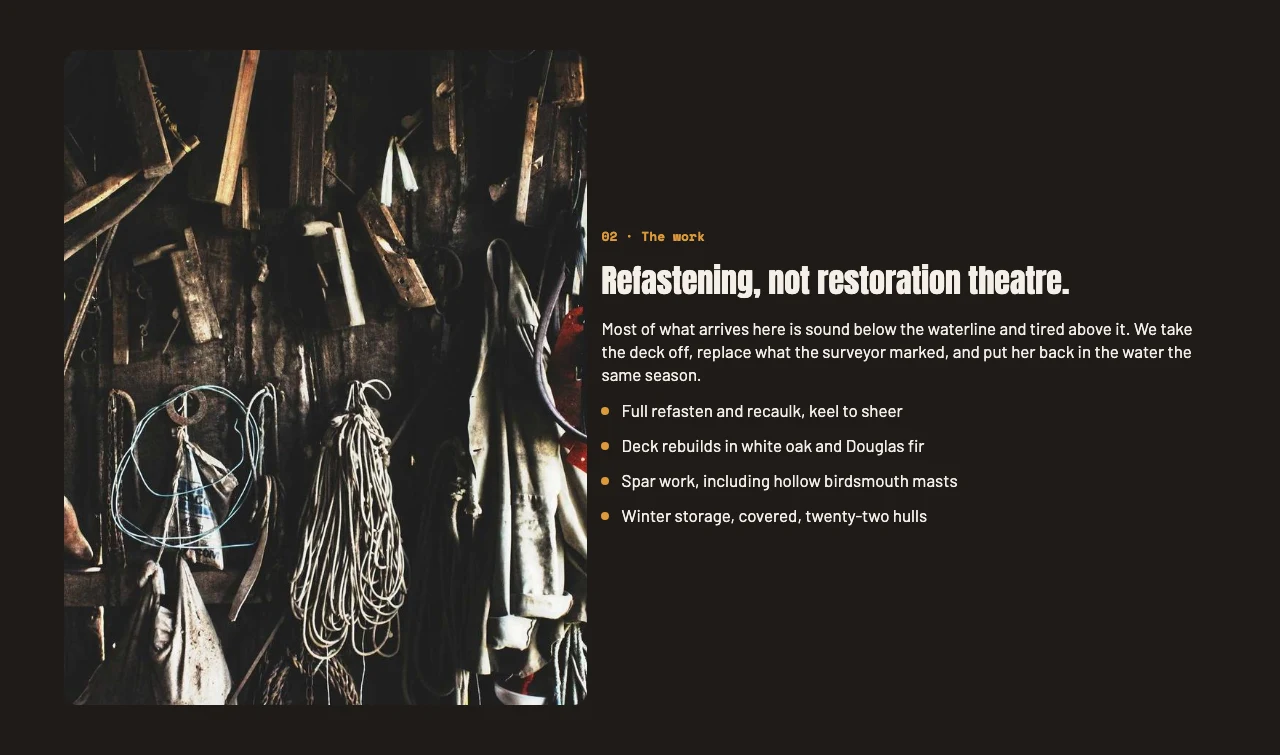 02 · The work
Refastening, not restoration theatre.
Most of what arrives here is sound below the waterline and tired above it. We take
the deck off, replace what the surveyor marked, and put her back in the water the
same season.
Full refasten and recaulk, keel to sheer
Deck rebuilds in white oak and Douglas fir
Spar work, including hollow birdsmouth masts
Winter storage, covered, twenty-two hulls